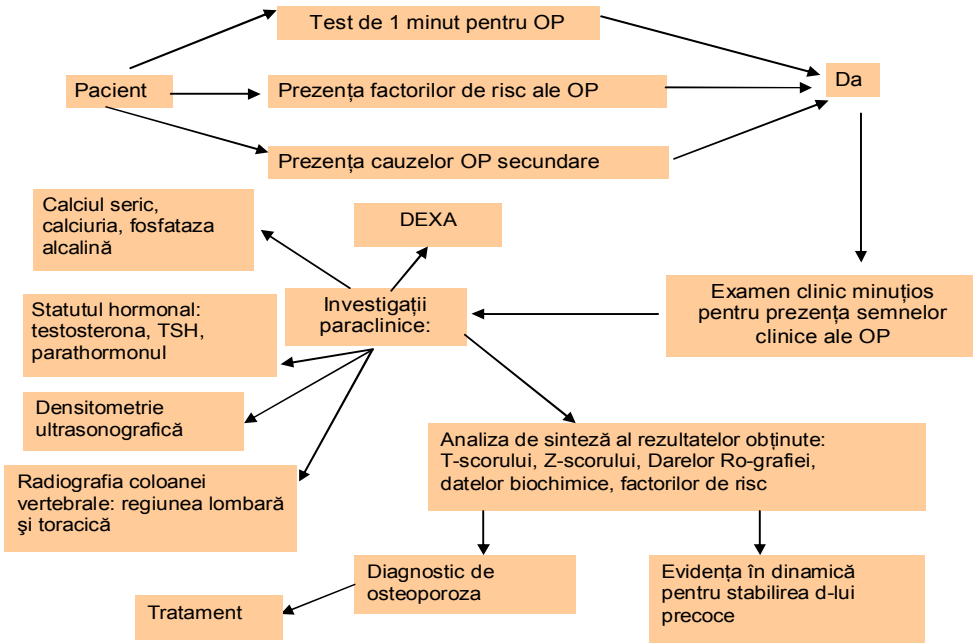 Test de 1 minut pentru OP
Pacient
Prezența factorilor de risc ale OP
Da
Prezența cauzelor OP secundare
Calciul seric,
calciuria, fosfataza
alcalină
DEXA
Statutul hormonal:
testosterona, TSH,
parathormonul
Investigații
paraclinice:
Examen clinic minuțios
pentru prezența semnelor
clinice ale OP
Densitometrie
ultrasonografică
Radiografia coloanei
vertebrale: regiunea lombară
şi toracică
Analiza de sinteză al rezultatelor obținute:
T-scorului, Z-scorului, Darelor Ro-grafiei,
datelor biochimice, factorilor de risc
Diagnostic de
osteoporoza
Evidența în dinamică
pentru stabilirea d-lui
precoce
Tratament